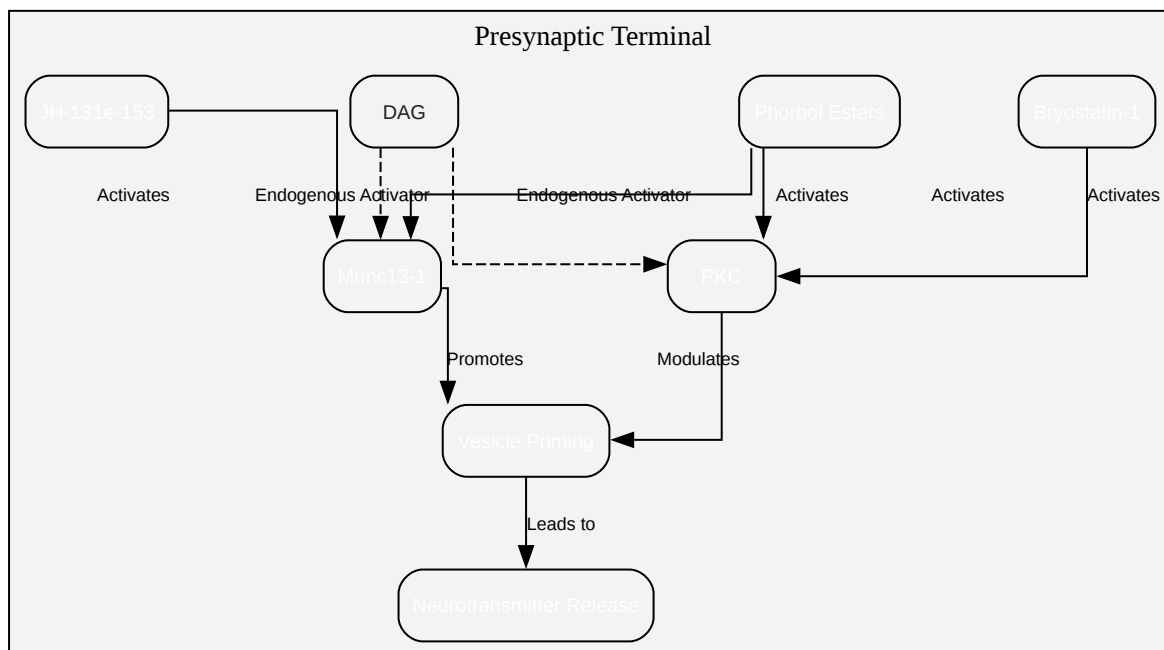 Presynaptic Terminal
JH-131e-153
DAG
Phorbol Esters
Bryostatin-1
Activates
Endogenous Activator
Endogenous Activator
Activates
Activates
Activates
Munc13-1
PKC
Promotes
Modulates
Vesicle Priming
Leads to
Neurotransmitter Release